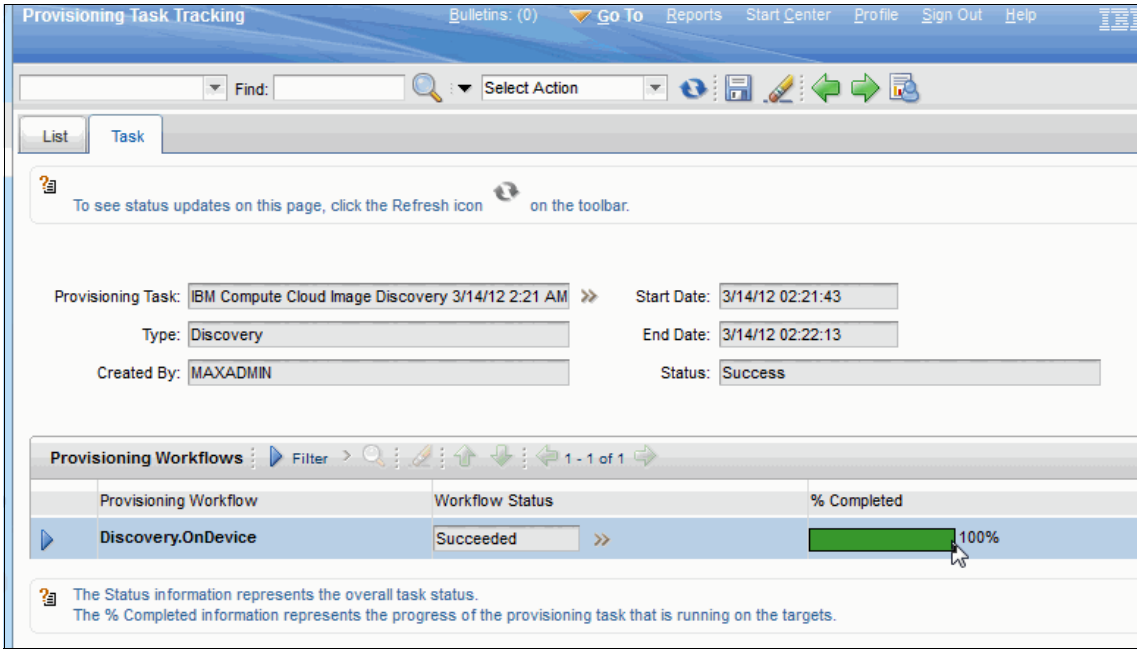 Provisioning Task Tracking Bulletins: (0) Go To Reports Start Center Profile Sign Out Help IBM
Find: Select Action
List Task
To see status updates on this page, click the Refresh icon on the toolbar.
Provisioning Task: IBM Compute Cloud Image Discovery 3/14/12 2:21 AM Start Date: 3/14/12 02:21:43
Type: Discovery End Date: 3/14/12 02:22:13
Created By: MAXADMIN Status: Success
Provisioning Workflows Filter 1 - 1 of 1
Provisioning Workflow Workflow Status % Completed
Discovery.OnDevice Succeeded 100%
The Status information represents the overall task status.
The % Completed information represents the progress of the provisioning task that is running on the targets.